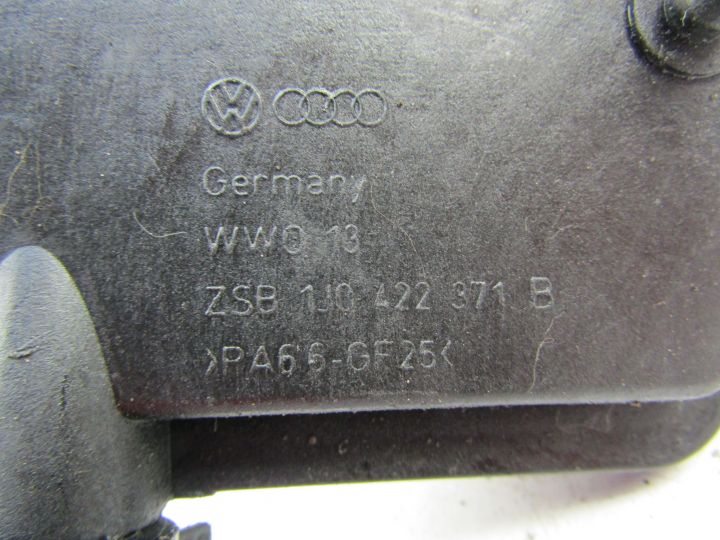 Germany
WWO 13
ZSB 1J0 422 371 B
>PA66-GF25<